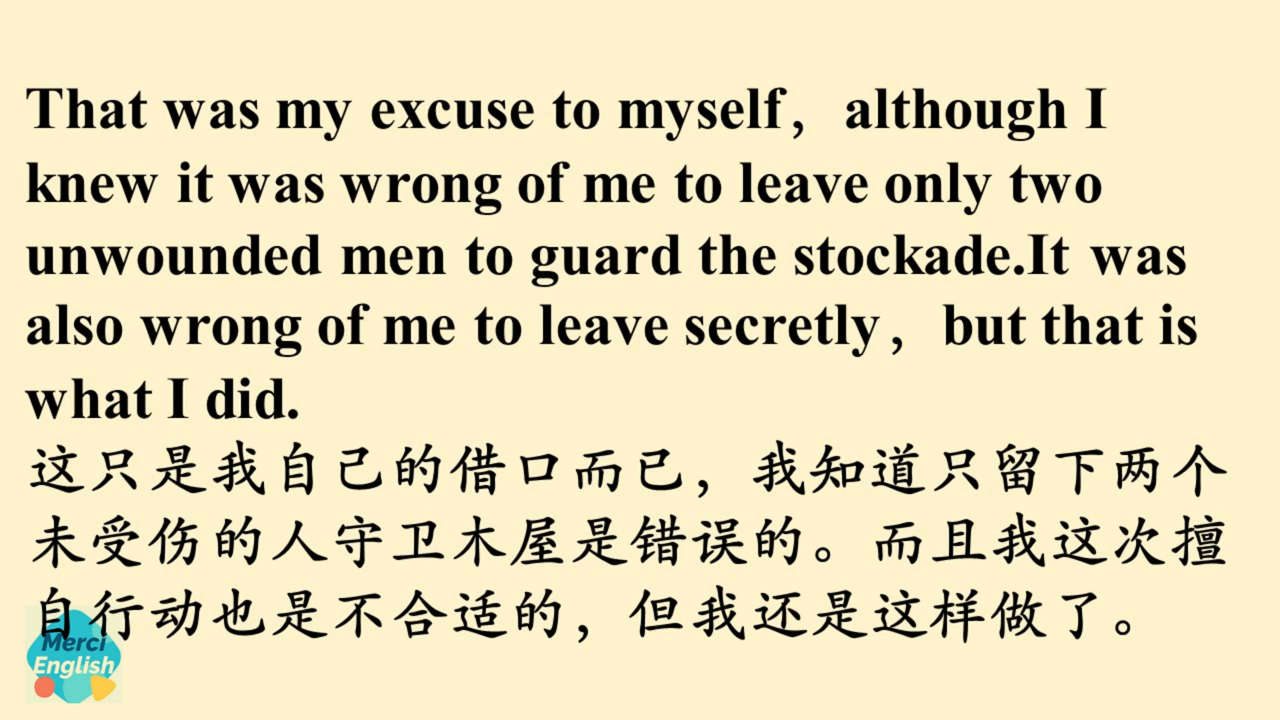 That was my excuse to myself，although I
knew it was wrong of me to leave only two
unwounded men to guard the stockade.It was
also wrong of me to leave secretly，but that is
what I did.
这只是我自己的借口而已，我知道只留下两个
未受伤的人守卫木屋是错误的。而且我这次擅
自行动也是不合适的，但我还是这样做了。
Merci
English